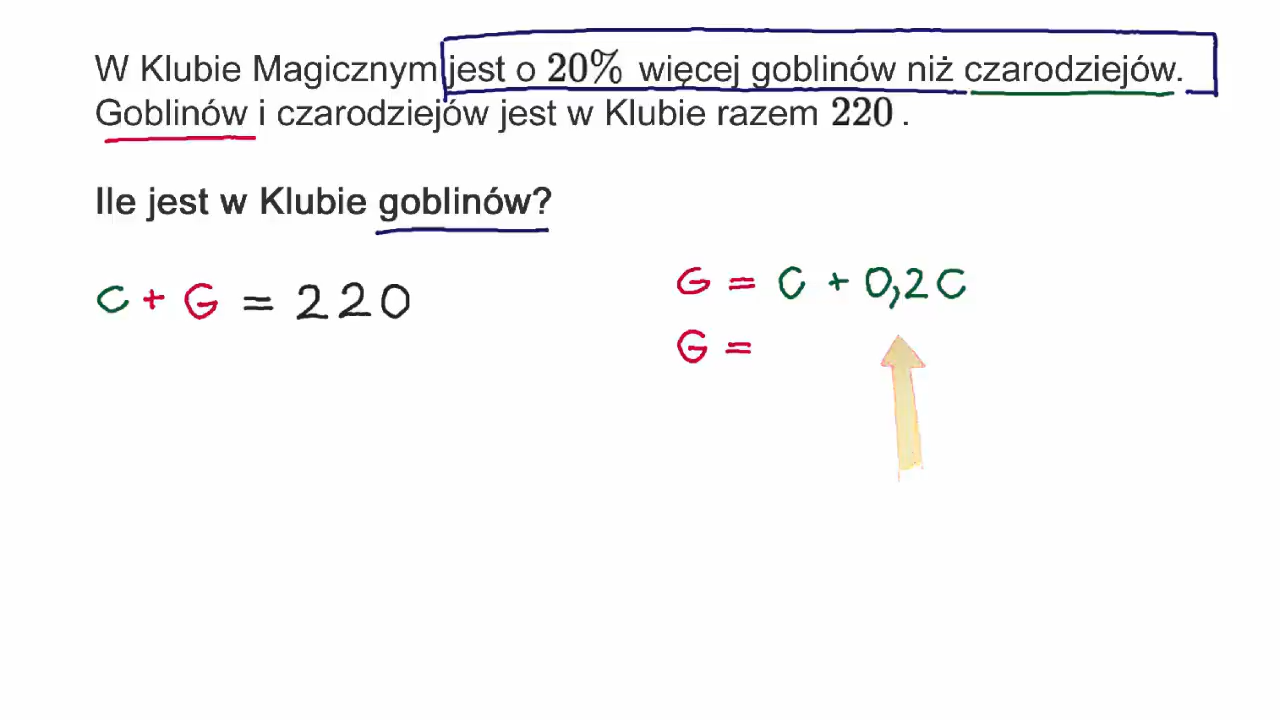 W Klubie Magicznym jest o 20% więcej goblinów niż czarodziejów.
Goblinów i czarodziejów jest w Klubie razem 220 .
Ile jest w Klubie goblinów?
C + G = 220
G = C + 0,2C
G =